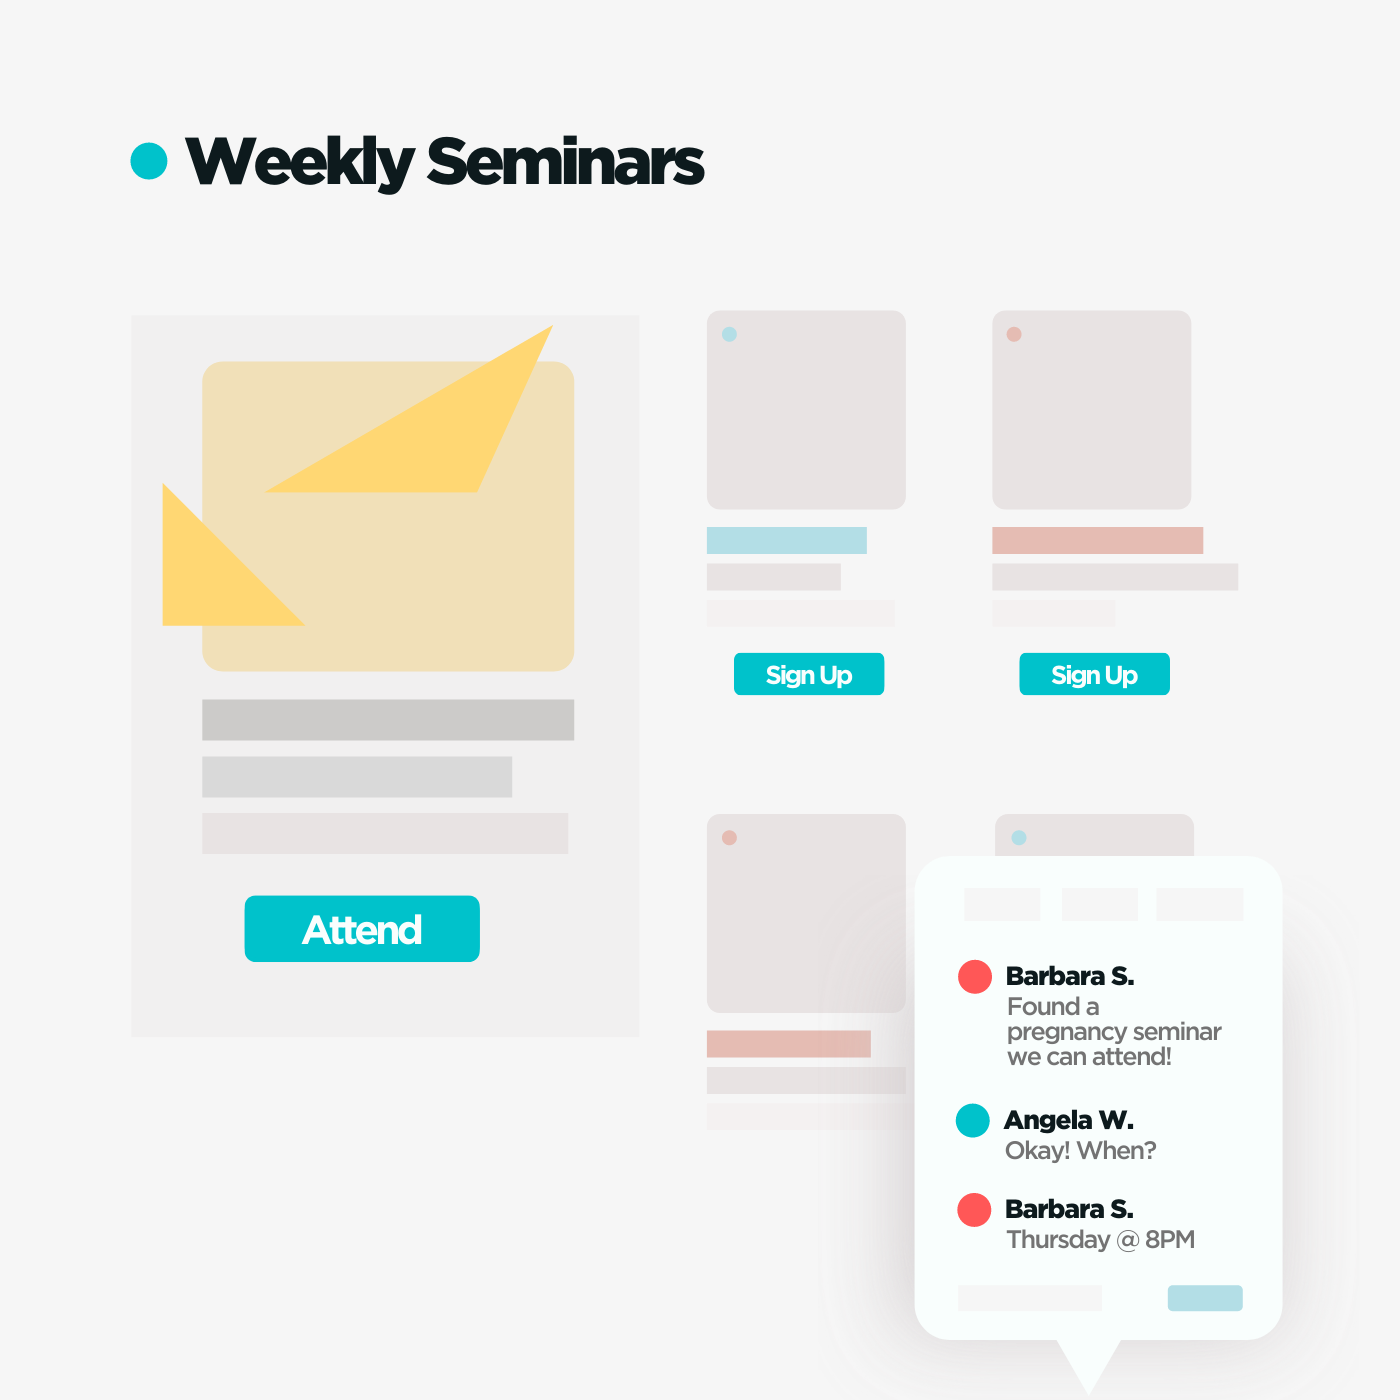 Weekly Seminars
Sign Up
Sign Up
Attend
Barbara S.
Found a
pregnancy seminar
we can attend!
Angela W.
Okay! When?
Barbara S.
Thursday @ 8PM